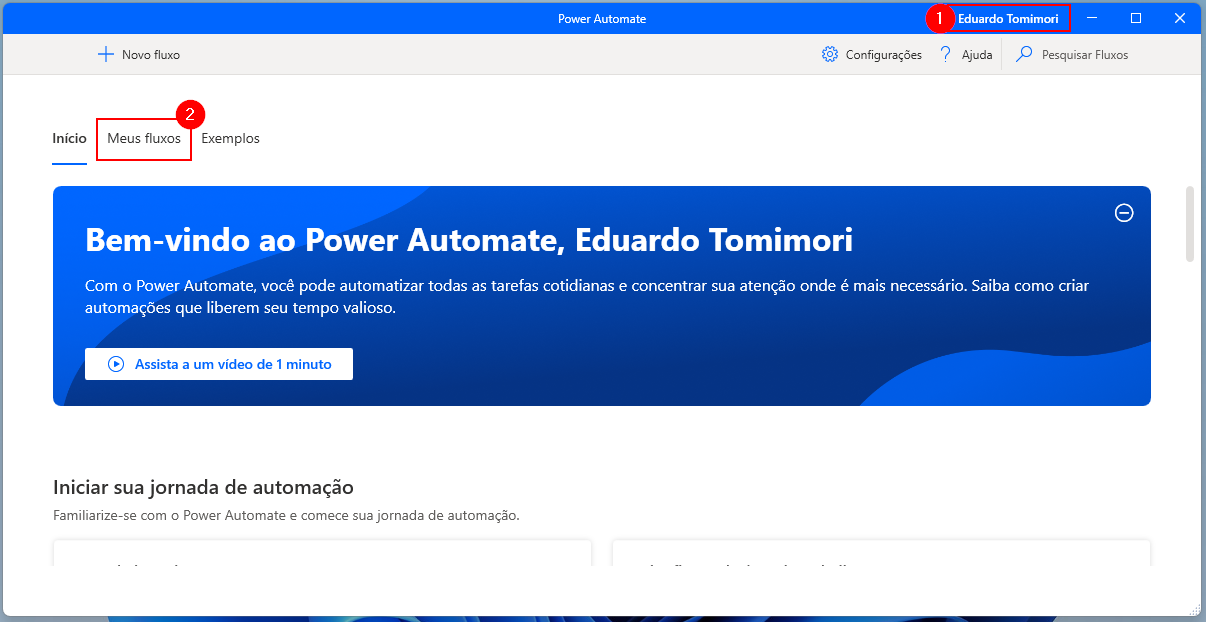 Power Automate
1
Eduardo Tomimori
Novo fluxo
Configurações
Ajuda
Pesquisar Fluxos
2
Início
Meus fluxos
Exemplos
Bem-vindo ao Power Automate, Eduardo Tomimori
Com o Power Automate, você pode automatizar todas as tarefas cotidianas e concentrar sua atenção onde é mais necessário. Saiba como criar
automações que liberem seu tempo valioso.
Assista a um vídeo de 1 minuto
Iniciar sua jornada de automação
Familiarize-se com o Power Automate e comece sua jornada de automação.